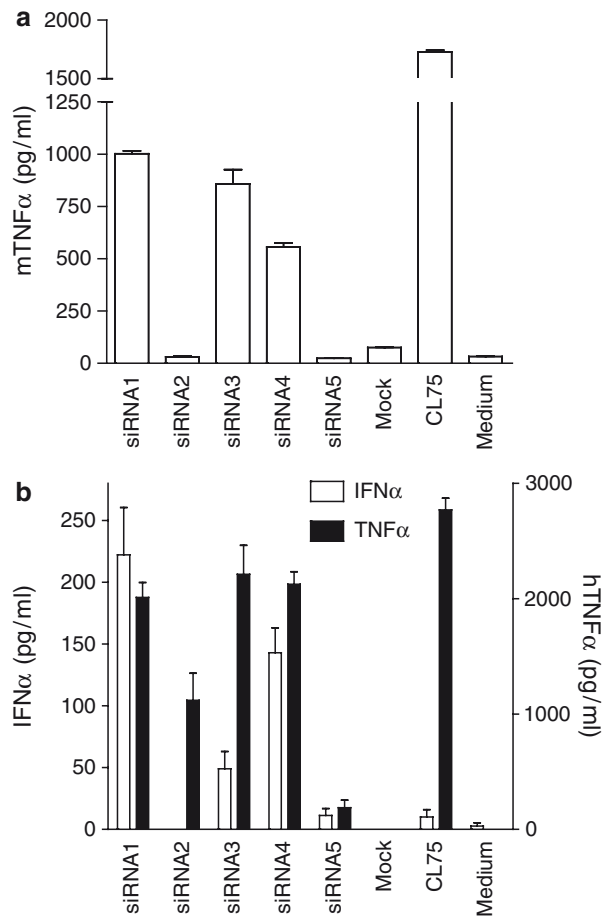 a
2000
1500
1250
1000
750
500
250
0
mTNFα (pg/ml)
siRNA1
siRNA2
siRNA3
siRNA4
siRNA5
Mock
CL75
Medium
b
IFNα
TNFα
250
200
150
100
50
0
IFNα (pg/ml)
3000
2000
1000
0
hTNFα (pg/ml)
siRNA1
siRNA2
siRNA3
siRNA4
siRNA5
Mock
CL75
Medium